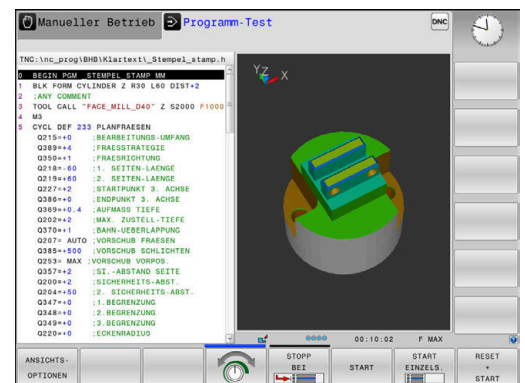 Manueller Betrieb
Programm-Test
DNC
TNC:\nc_prog\BHB\Klartext\_Stempel_stamp.h
0 BEGIN PGM _STEMPEL_STAMP MM
1 BLK FORM CYLINDER Z R30 L60 DIST+2
2 ;ANY COMMENT
3 TOOL CALL "FACE_MILL_D40" Z S2000 F1000
4 M3
5 CYCL DEF 233 PLANFRAESEN
Q215=+0 ;BEARBEITUNGS-UMFANG
Q389=+4 ;FRAESSTRATEGIE
Q350=+1 ;FRAESRICHTUNG
Q218=-60 ;1. SEITEN-LAENGE
Q219=+60 ;2. SEITEN-LAENGE
Q227=+2 ;STARTPUNKT 3. ACHSE
Q386=+0 ;ENDPUNKT 3. ACHSE
Q369=+0.4 ;AUFMASS TIEFE
Q202=+2 ;MAX. ZUSTELL-TIEFE
Q370=+1 ;BAHN-UEBERLAPPUNG
Q207= AUTO ;VORSCHUB FRAESEN
Q385=+500 ;VORSCHUB SCHLICHTEN
Q253= MAX ;VORSCHUB VORPOS.
Q357=+2 ;SI.-ABSTAND SEITE
Q200=+2 ;SICHERHEITS-ABST.
Q204=+50 ;2. SICHERHEITS-ABST.
Q347=+0 ;1.BEGRENZUNG
Q348=+0 ;2.BEGRENZUNG
Q349=+0 ;3.BEGRENZUNG
Q220=+0 ;ECKENRADIUS
Y Z X
00:10:02 F MAX
ANSICHTS-
OPTIONEN
STOPP
BEI
START
START
EINZELS.
RESET
+
START